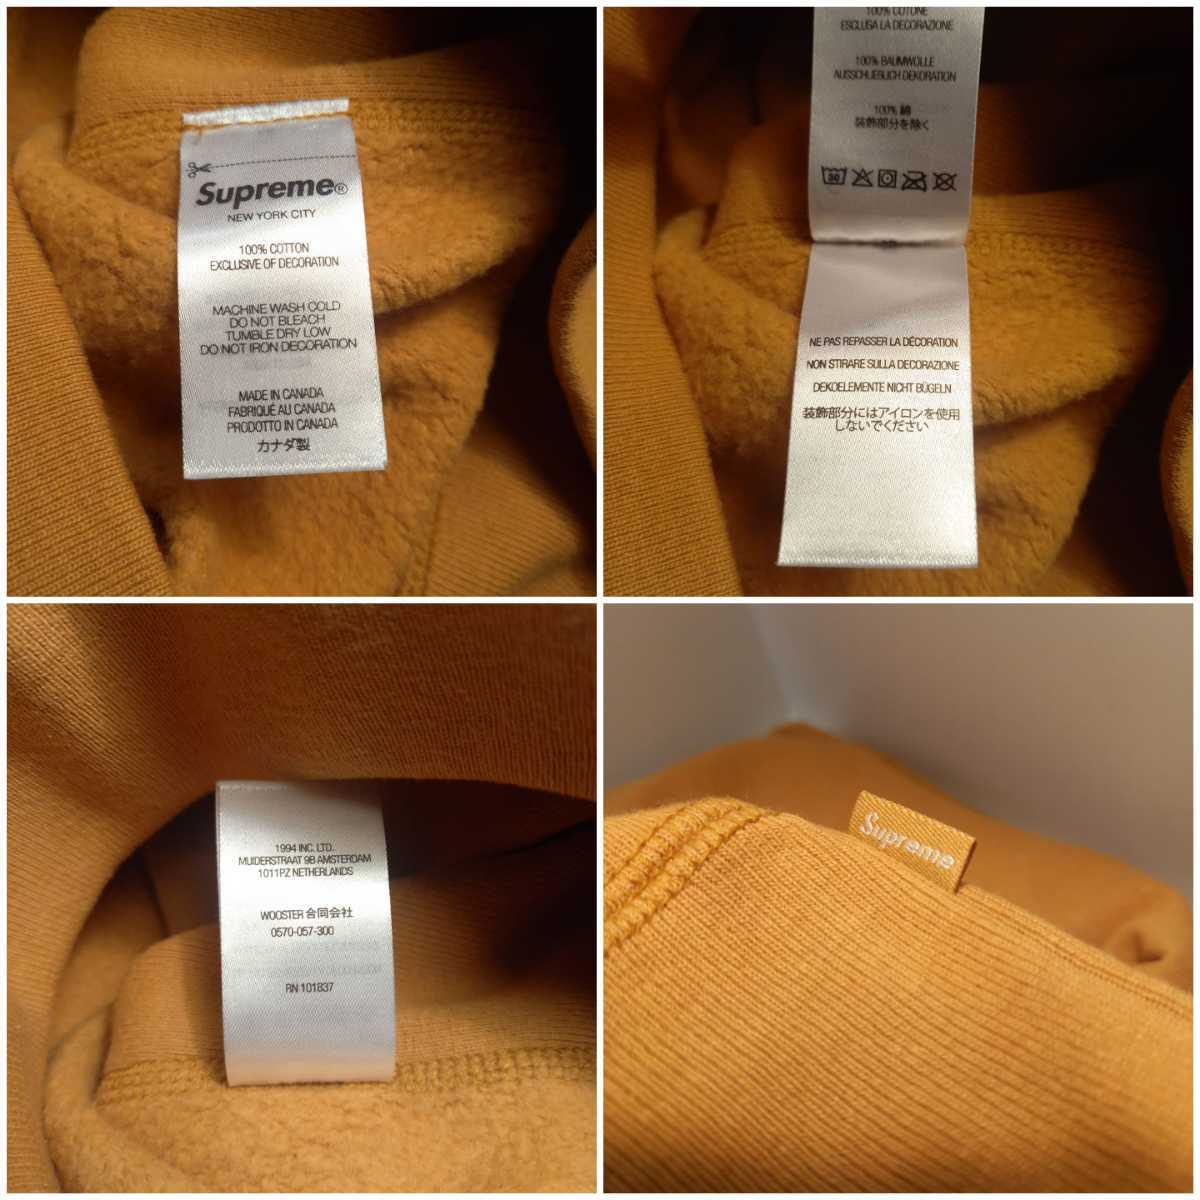 Supreme®
NEW YORK CITY
100% COTTON
EXCLUSIVE OF DECORATION
MACHINE WASH COLD
DO NOT BLEACH
TUMBLE DRY LOW
DO NOT IRON DECORATION
MADE IN CANADA
FABRIQUÉ AU CANADA
PRODOTTO IN CANADA
カナダ製
100% COTONE
ESCLUSA LA DECORAZIONE
100% BAUMWOLLE
AUSSCHLIEBLICH DEKORATION
100% 綿
装飾部分を除く
30
NE PAS REPASSER LA DÉCORATION
NON STIRARE SULLA DECORAZIONE
DEKOELEMENTE NICHT BÜGELN
装飾部分にはアイロンを使用
しないでください
1994 INC. LTD.
MUIDERSTRAAT 9B AMSTERDAM
1011PZ NETHERLANDS
WOOSTER 合同会社
0570-057-300
RN 101837
Supreme